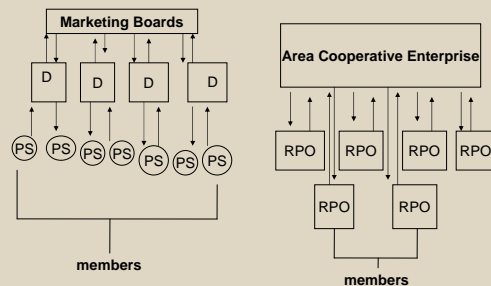 Marketing Boards
D D D D
PS PS PS PS PS PS PS
members
Area Cooperative Enterprise
RPO RPO RPO RPO
RPO RPO
members